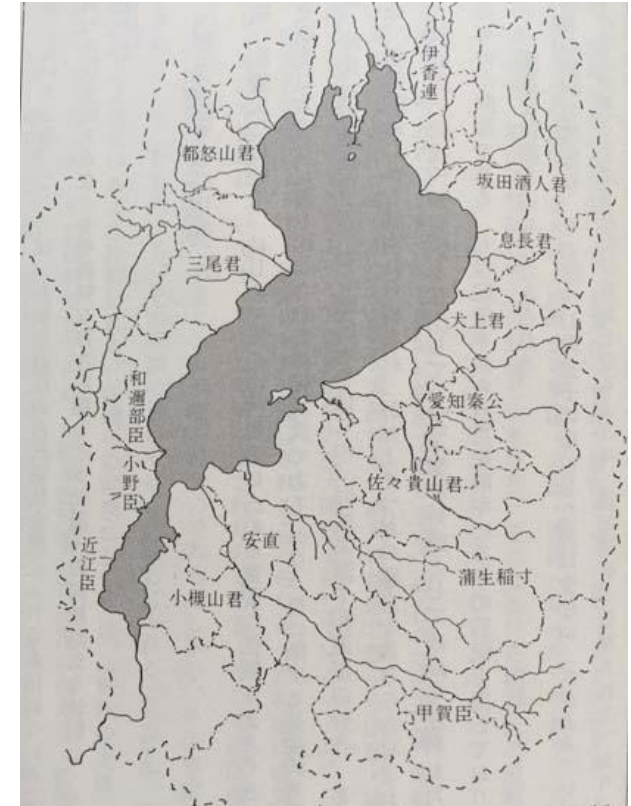 伊香連
都怒山君
坂田酒人君
息長君
三尾君
犬上君
和邇部臣
愛知秦公
小野臣
佐々貴山君
安直
近江臣
蒲生稲寸
小槻山君
甲賀臣